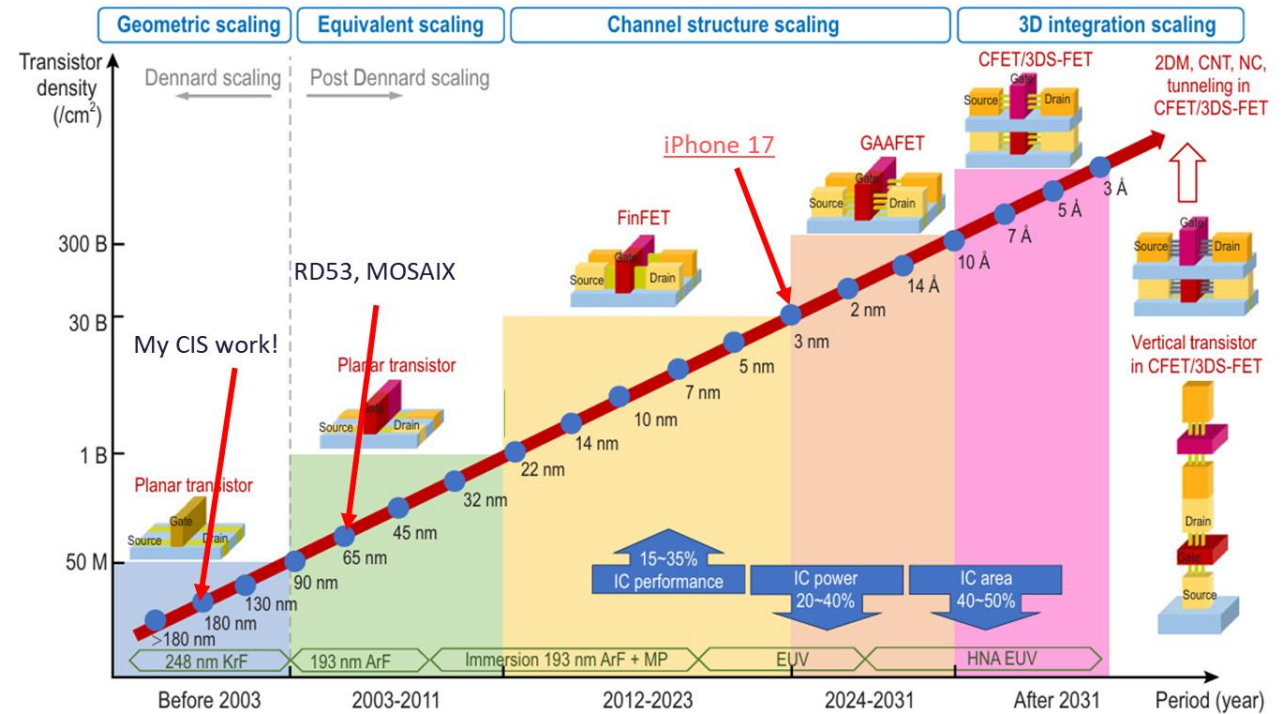 Geometric scaling
Equivalent scaling
Channel structure scaling
3D integration scaling
Transistor
density
(/cm²)
Dennard scaling
Post Dennard scaling
CFET/3DS-FET
Gate
Source
Drain
2DM, CNT, NC,
tunneling in
CFET/3DS-FET
iPhone 17
GAAFET
Gate
Source
Drain
3 Å
5 Å
7 Å
10 Å
14 Å
2 nm
3 nm
5 nm
7 nm
10 nm
14 nm
22 nm
32 nm
45 nm
65 nm
90 nm
130 nm
180 nm
>180 nm
FinFET
Gate
Source
Drain
Gate
Source
Drain
300 B
30 B
1 B
50 M
RD53, MOSAIX
My CIS work!
Planar transistor
Gate
Source
Drain
Planar transistor
Gate
Source
Drain
Vertical transistor
in CFET/3DS-FET
Drain
Gate
Source
15~35%
IC performance
IC power
20~40%
IC area
40~50%
248 nm KrF
193 nm ArF
Immersion 193 nm ArF + MP
EUV
HNA EUV
Before 2003
2003-2011
2012-2023
2024-2031
After 2031
Period (year)